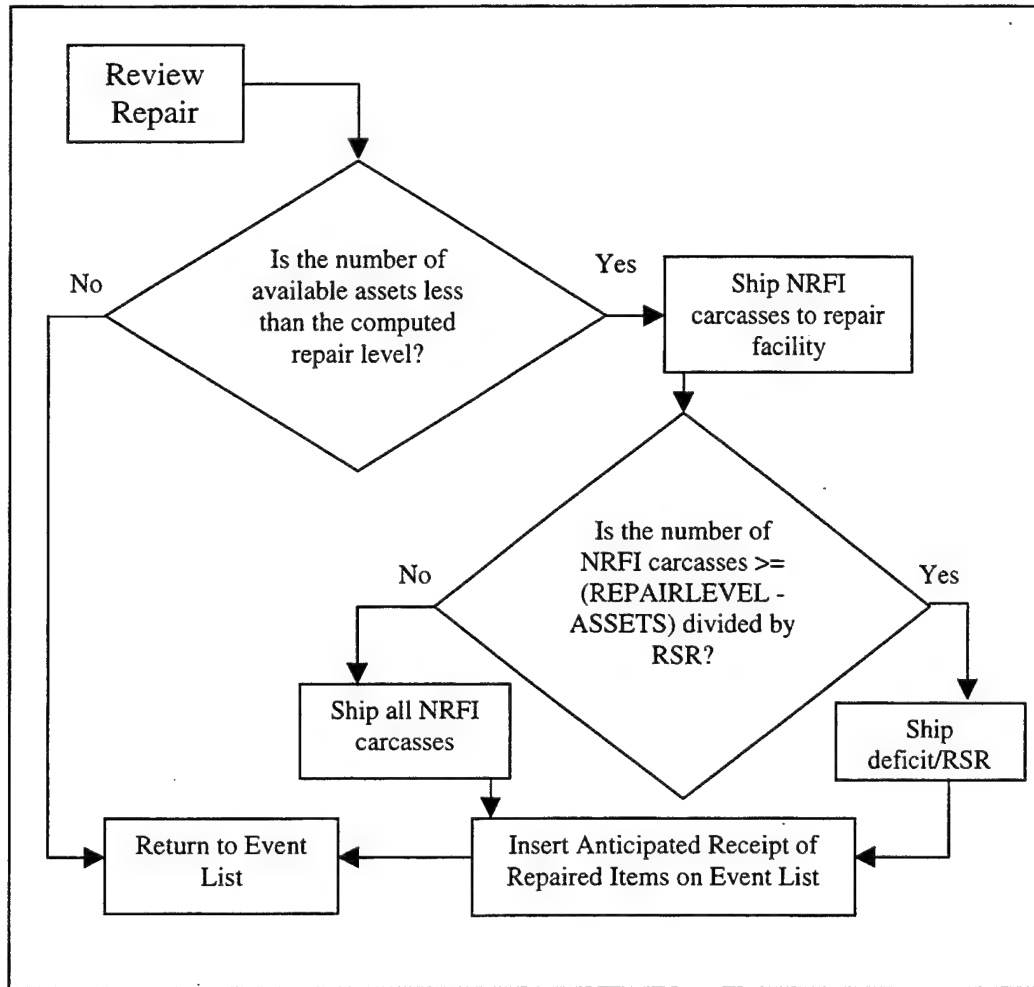 Review
Repair
Is the number of
available assets less
than the computed
repair level?
No
Yes
Ship NRFI
carcasses to repair
facility
Is the number of
NRFI carcasses >=
(REPAIRLEVEL -
ASSETS) divided by
RSR?
No
Yes
Ship all NRFI
carcasses
Ship
deficit/RSR
Return to Event
List
Insert Anticipated Receipt of
Repaired Items on Event List